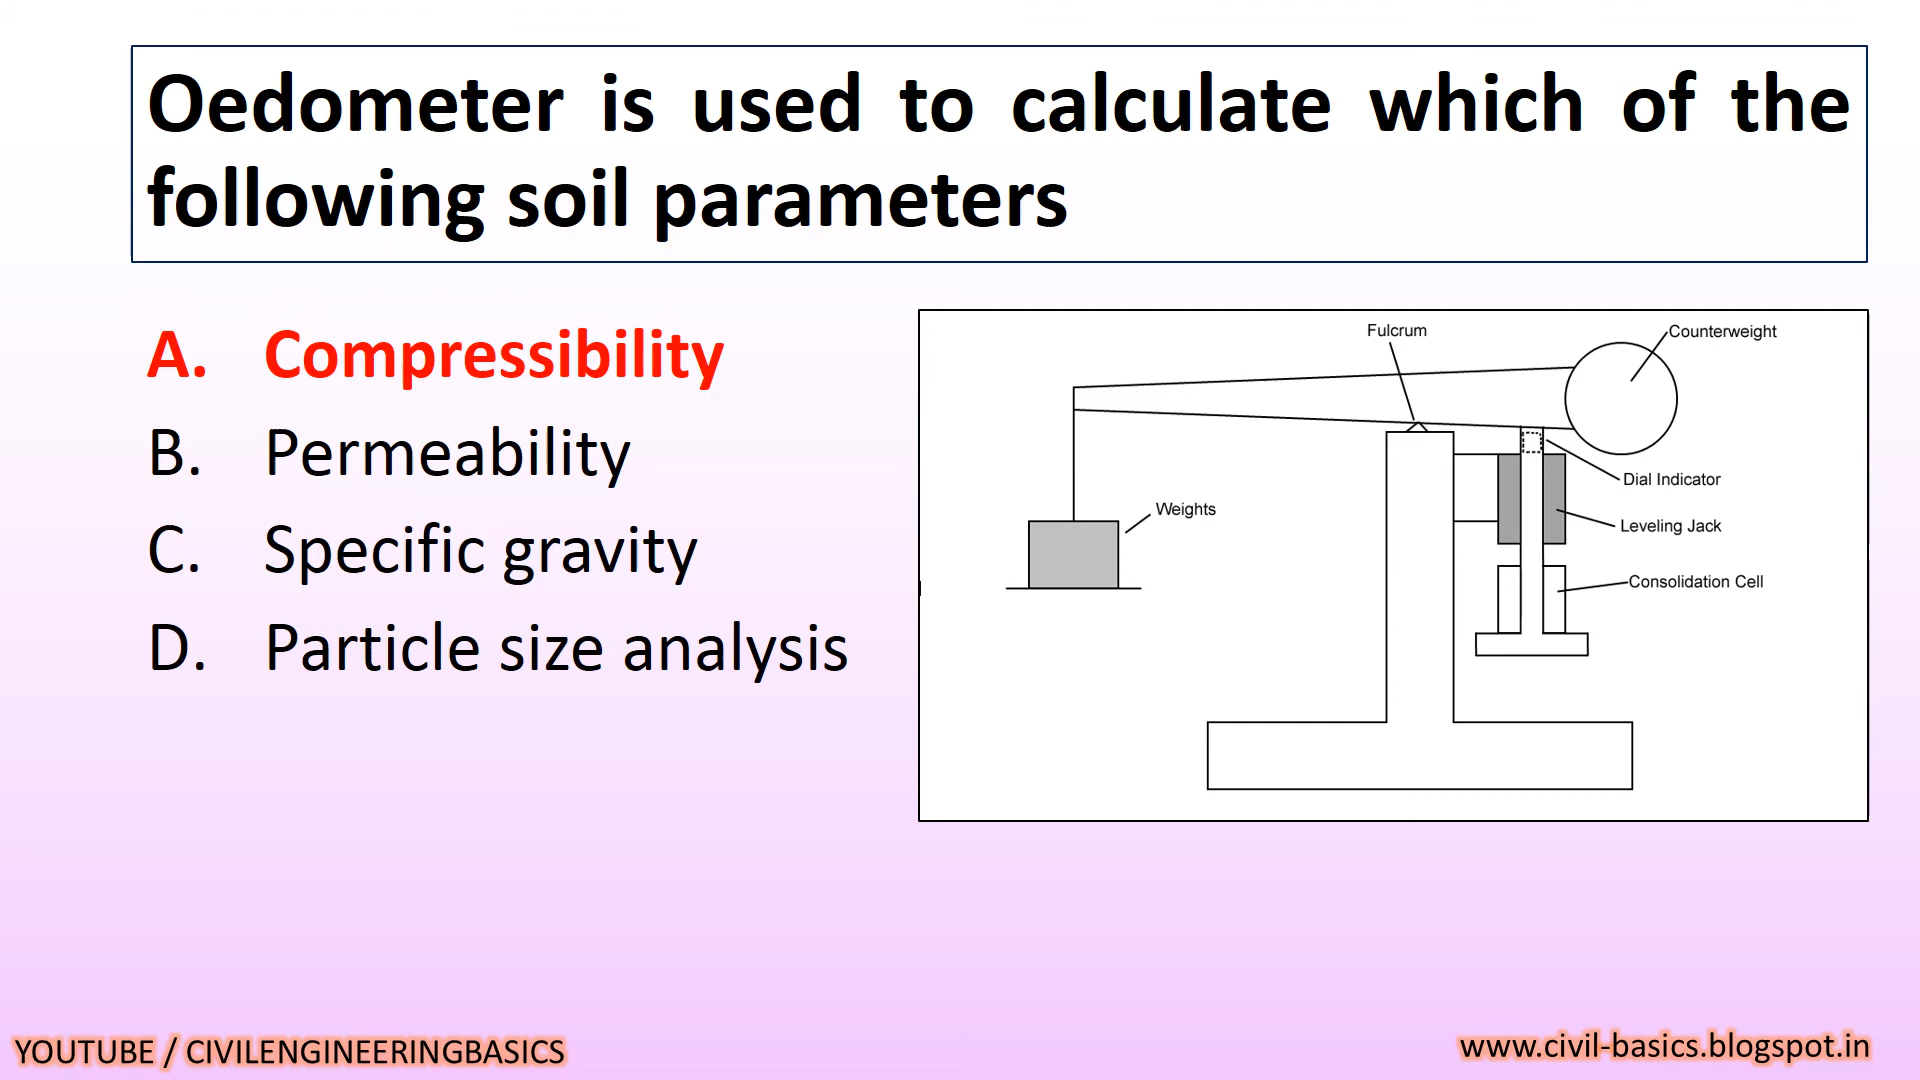 Oedometer is used to calculate which of the
following soil parameters
A. Compressibility
B. Permeability
C. Specific gravity
D. Particle size analysis
Fulcrum
Counterweight
Dial Indicator
Weights
Leveling Jack
Consolidation Cell
YOUTUBE / CIVILENGINEERINGBASICS
www.civil-basics.blogspot.in